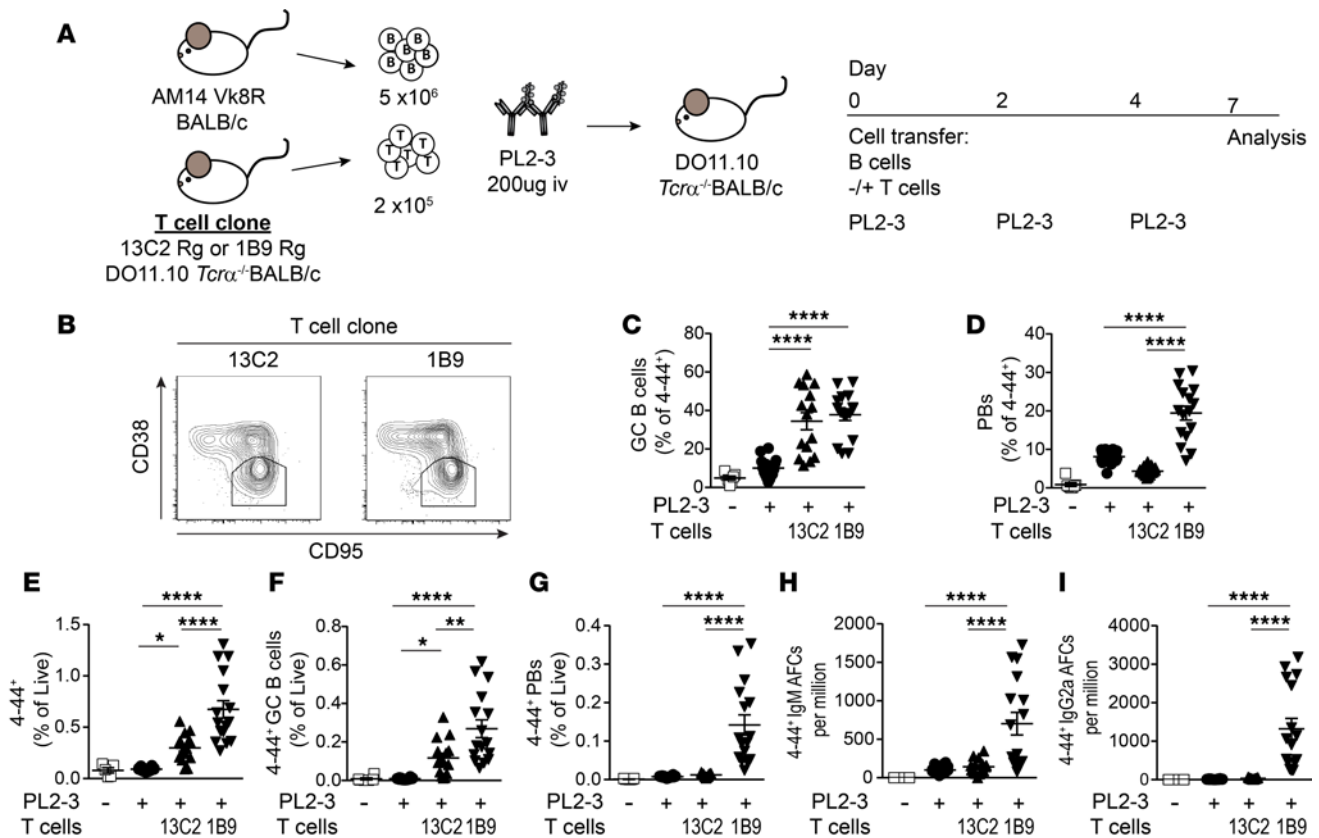 A
AM14 Vk8R
BALB/c
B
B
B
B
B
B
B
5 x10⁶
T
T
T
T
T
T
2 x10⁵
T cell clone
13C2 Rg or 1B9 Rg
DO11.10 Tcrα⁻/⁻BALB/c
PL2-3
200ug iv
DO11.10
Tcrα⁻/⁻BALB/c
Day
0 2 4 7
Cell transfer: Analysis
B cells
-/+ T cells
PL2-3 PL2-3 PL2-3
B
T cell clone
13C2 1B9
CD38
CD95
C
****
****
GC B cells
(% of 4-44⁺)
80
60
40
20
0
PL2-3 - + + +
T cells 13C2 1B9
D
****
****
PBs
(% of 4-44⁺)
40
30
20
10
0
PL2-3 - + + +
T cells 13C2 1B9
E
****
* ****
4-44⁺
(% of Live)
1.5
1.0
0.5
0.0
PL2-3 - + + +
T cells 13C2 1B9
F
****
* **
4-44⁺ GC B cells
(% of Live)
0.8
0.6
0.4
0.2
0.0
PL2-3 - + + +
T cells 13C2 1B9
G
****
****
4-44⁺ PBs
(% of Live)
0.4
0.3
0.2
0.1
0.0
PL2-3 - + + +
T cells 13C2 1B9
H
****
****
4-44⁺ IgM AFCs
per million
2000
1500
1000
500
0
PL2-3 - + + +
T cells 13C2 1B9
I
****
****
4-44⁺ IgG2a AFCs
per million
4000
3000
2000
1000
0
PL2-3 - + + +
T cells 13C2 1B9